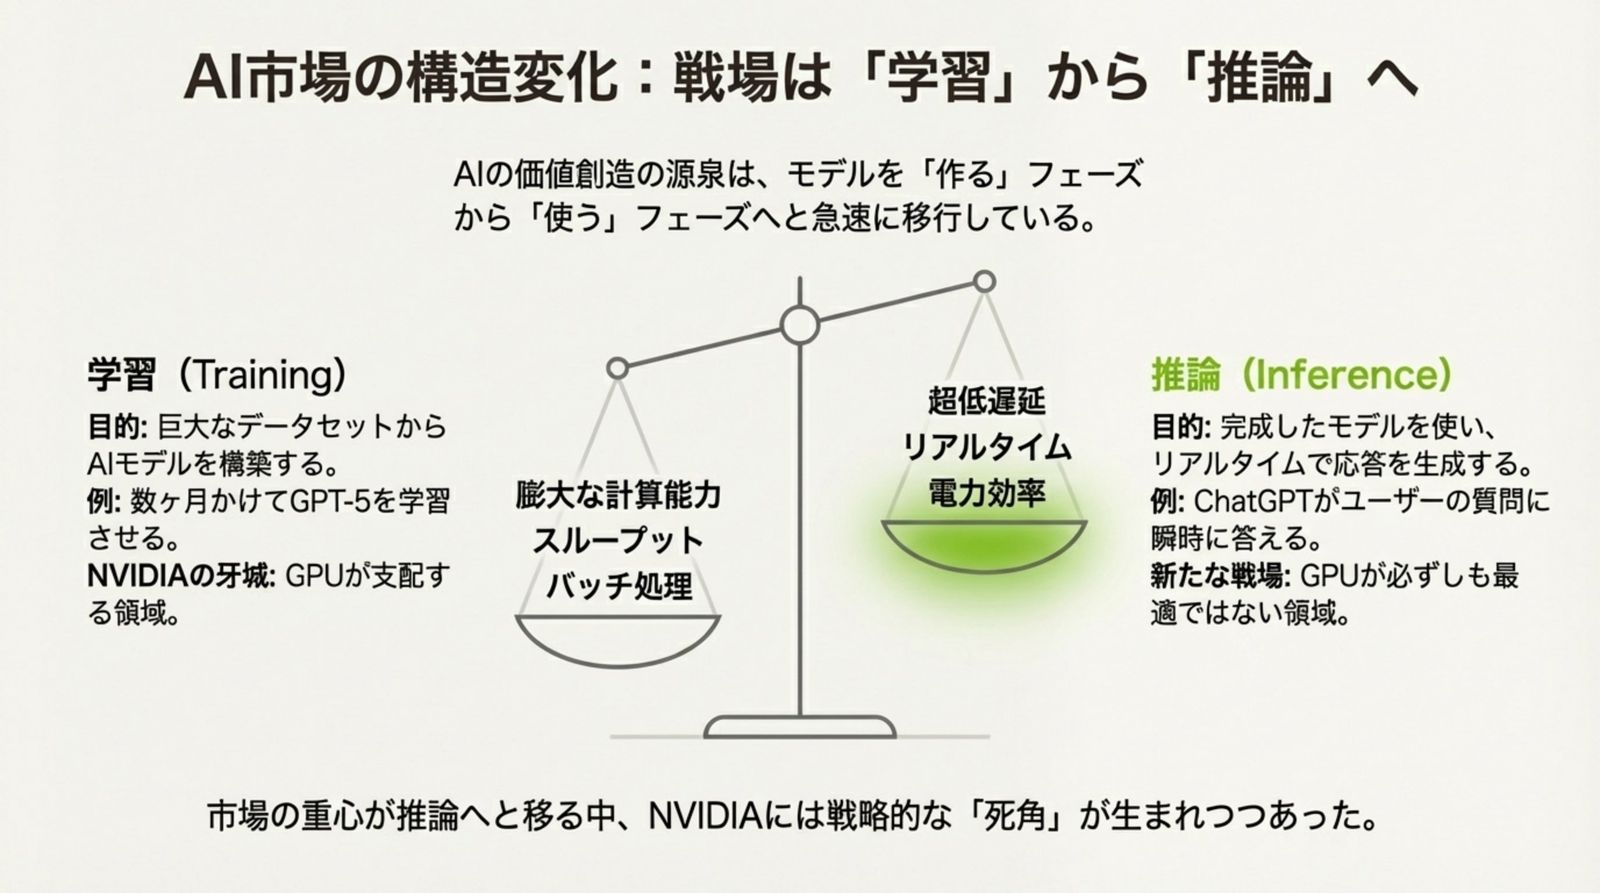 AI市場の構造変化：戦場は「学習」から「推論」へ
AIの価値創造の源泉は、モデルを「作る」フェーズ
から「使う」フェーズへと急速に移行している。
学習（Training）
目的: 巨大なデータセットから
AIモデルを構築する。
例: 数ヶ月かけてGPT-5を学習
させる。
NVIDIAの牙城: GPUが支配す
る領域。
膨大な計算能力
スループット
バッチ処理
超低遅延
リアルタイム
電力効率
推論（Inference）
目的: 完成したモデルを使い、
リアルタイムで応答を生成する。
例: ChatGPTがユーザーの質問に
瞬時に答える。
新たな戦場: GPUが必ずしも最
適ではない領域。
市場の重心が推論へと移る中、NVIDIAには戦略的な「死角」が生まれつつあった。